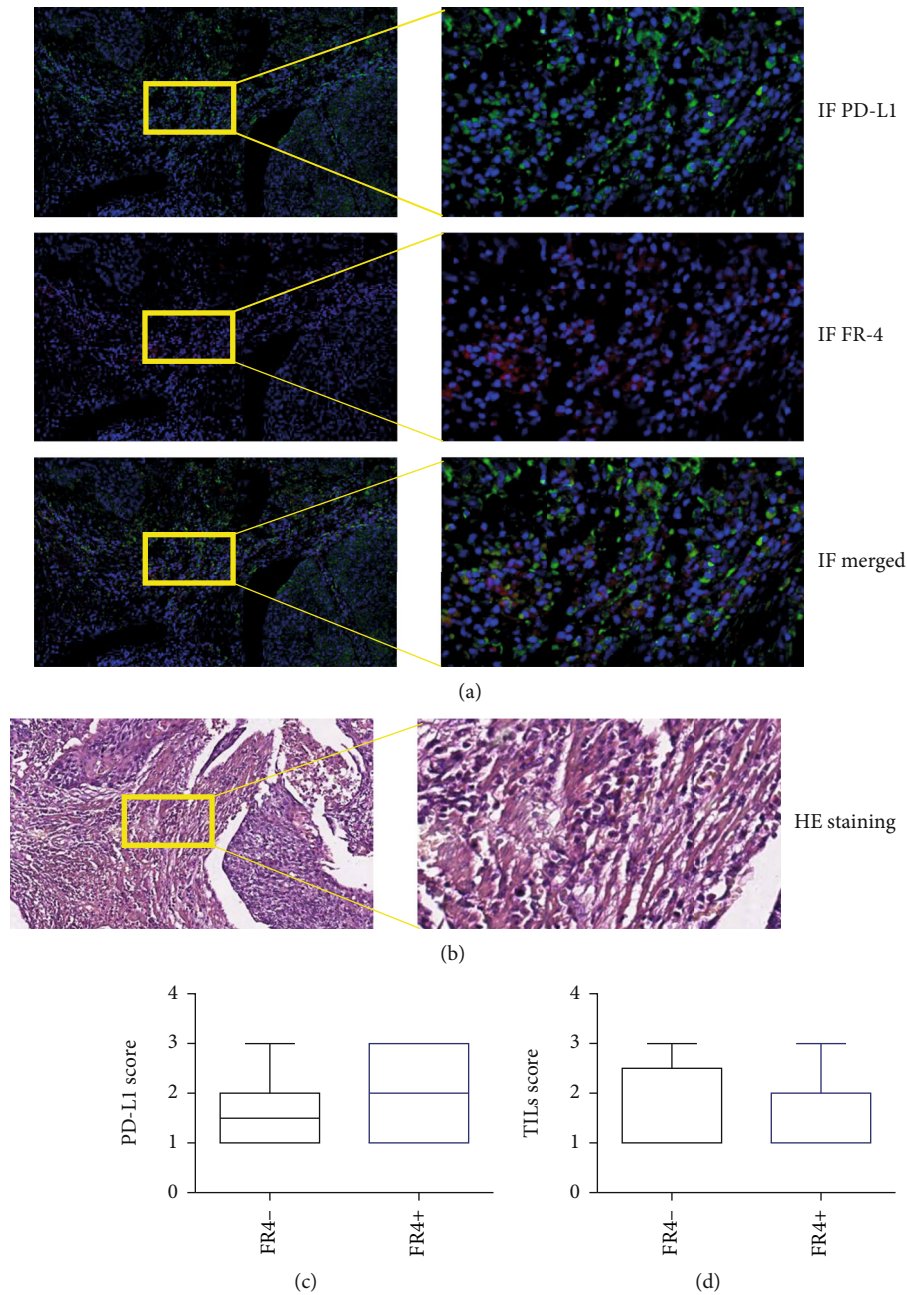 IF PD-L1
IF FR-4
IF merged
(a)
HE staining
(b)
4
3
2
1
0
PD-L1 score
FR4–
FR4+
(c)
4
3
2
1
0
TILs score
FR4–
FR4+
(d)